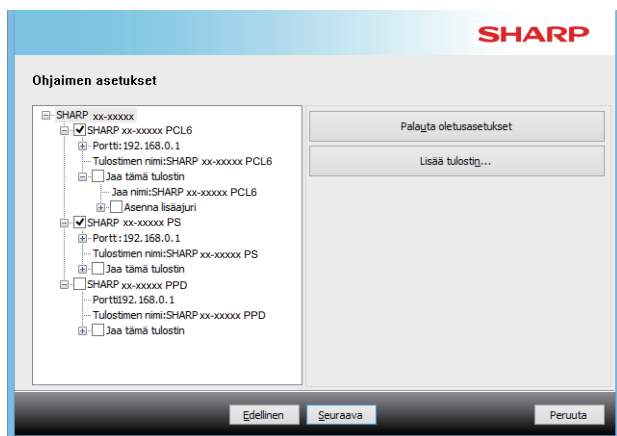 SHARP
Ohjaimen asetukset
SHARP xx-xxxxx
SHARP xx-xxxxx PCL6
Portti:192.168.0.1
Tulostimen nimi:SHARP xx-xxxxx PCL6
Jaa tämä tulostin
Jaa nimi:SHARP xx-xxxxx PCL6
Asenna lisäajuri
SHARP xx-xxxxx PS
Portt:192.168.0.1
Tulostimen nimi:SHARP xx-xxxxx PS
Jaa tämä tulostin
SHARP xx-xxxxx PPD
Portti192.168.0.1
Tulostimen nimi:SHARP xx-xxxxx PPD
Jaa tämä tulostin
Palauta oletusasetukset
Lisää tulostin...
Edellinen
Seuraava
Peruuta